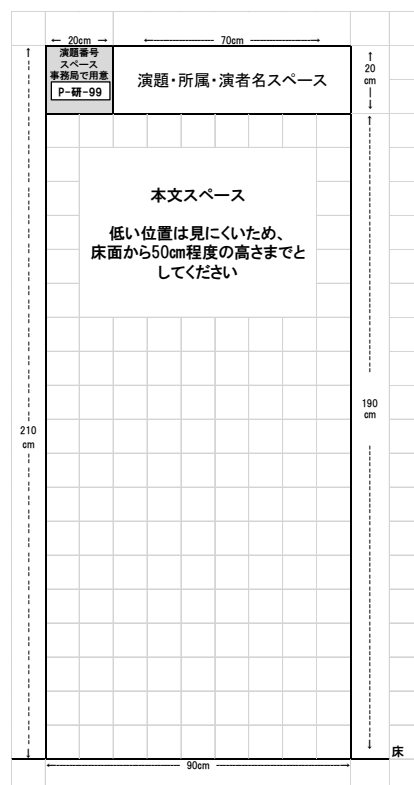 20cm
70cm
演題番号
スペース
事務局で用意
P-研-99
演題・所属・演者名スペース
20
cm
本文スペース
低い位置は見にくいため、
床面から50㎝程度の高さまでと
してください
190
cm
210
cm
床
90cm